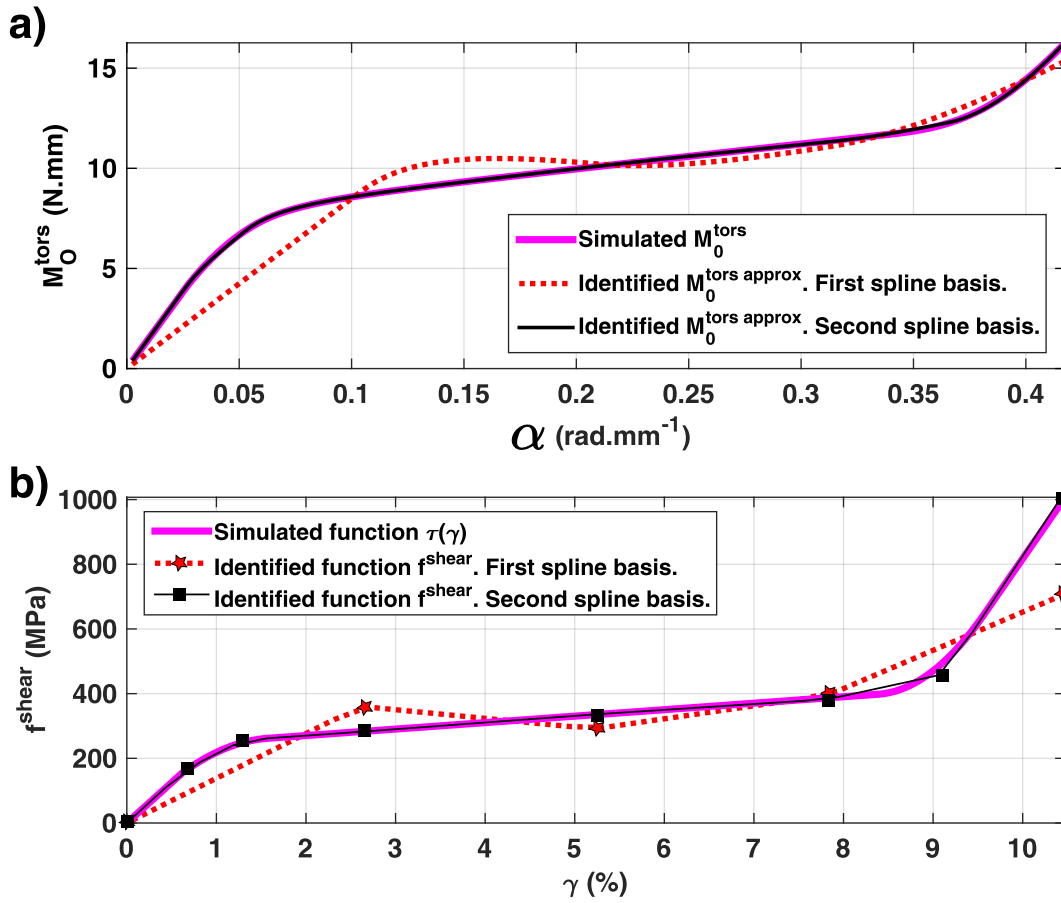 a)
15
10
5
0
M_O^tors (N.mm)
Simulated M_0^tors
Identified M_0^tors approx. First spline basis.
Identified M_0^tors approx. Second spline basis.
0 0.05 0.1 0.15 0.2 0.25 0.3 0.35 0.4
α (rad.mm^-1)
b)
1000
800
600
400
200
0
f^shear (MPa)
Simulated function τ(γ)
Identified function f^shear. First spline basis.
Identified function f^shear. Second spline basis.
0 1 2 3 4 5 6 7 8 9 10
γ (%)